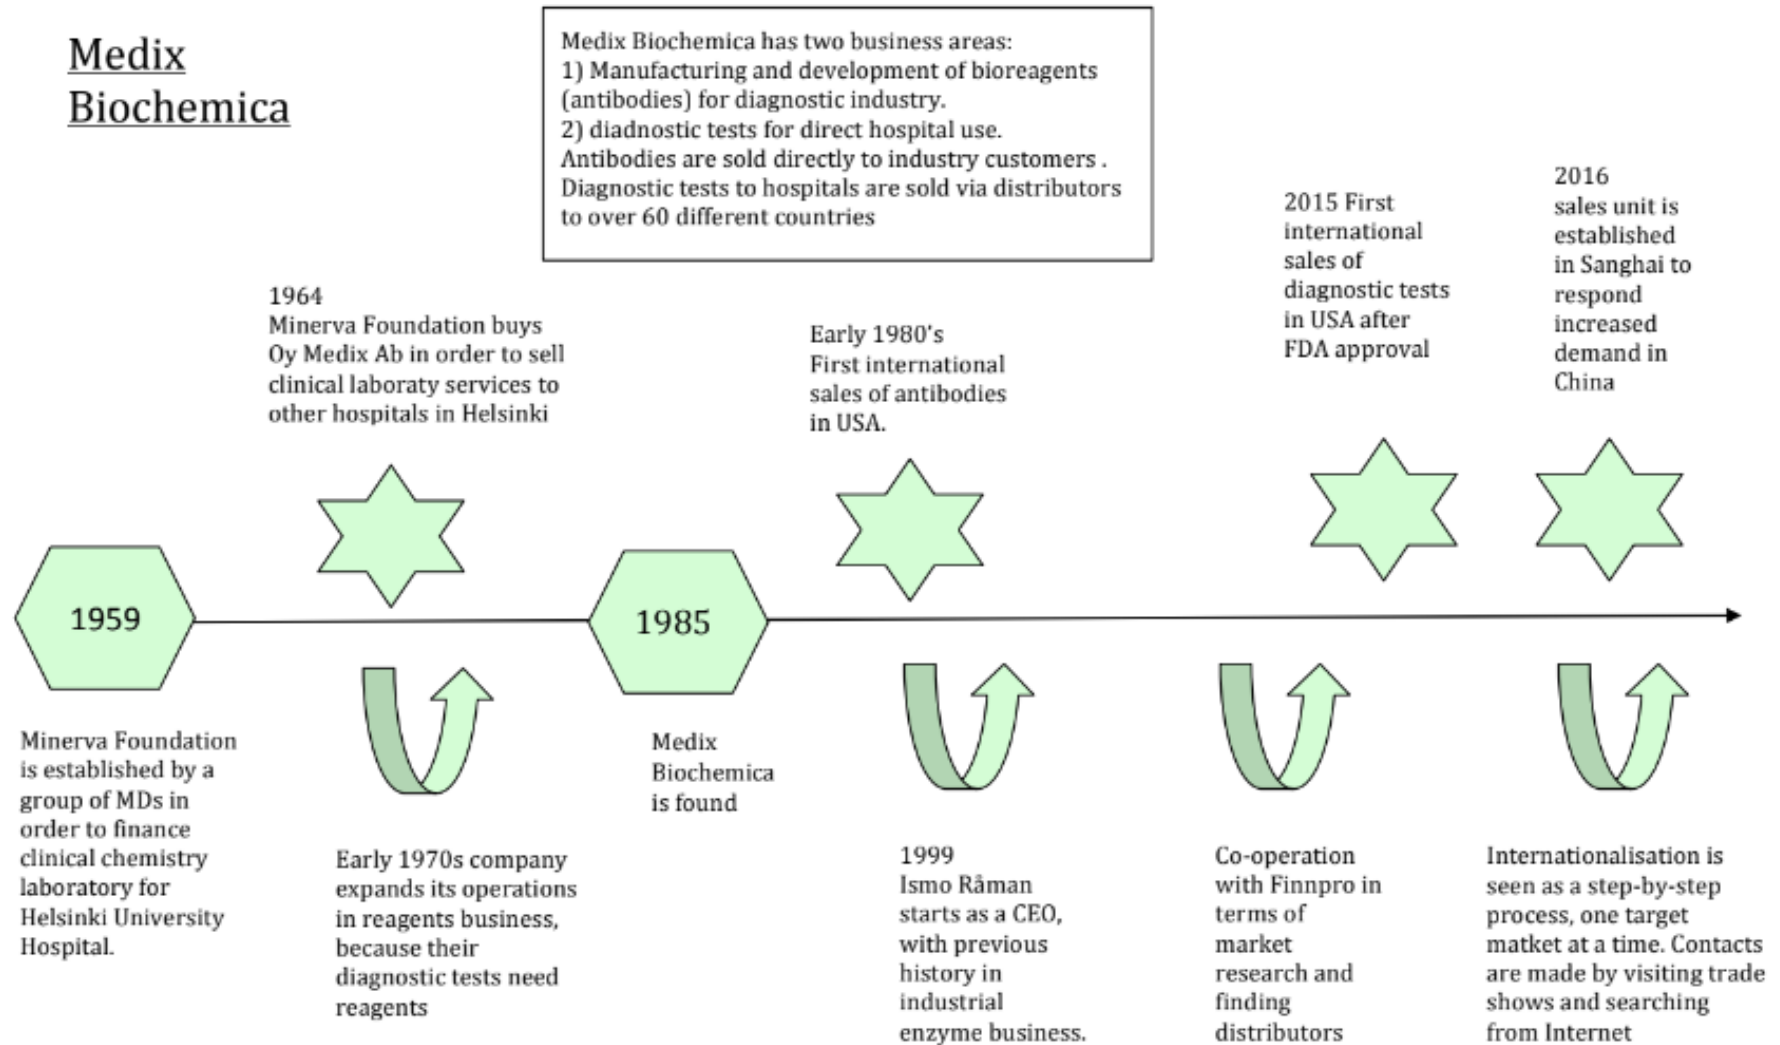 Medix
Biochemica
Medix Biochemica has two business areas:
1) Manufacturing and development of bioreagents
(antibodies) for diagnostic industry.
2) diadnostic tests for direct hospital use.
Antibodies are sold directly to industry customers .
Diagnostic tests to hospitals are sold via distributors
to over 60 different countries
1964
Minerva Foundation buys
Oy Medix Ab in order to sell
clinical laboraty services to
other hospitals in Helsinki
Early 1980's
First international
sales of antibodies
in USA.
2015 First
international
sales of
diagnostic tests
in USA after
FDA approval
2016
sales unit is
established
in Sanghai to
respond
increased
demand in
China
1959
1985
Minerva Foundation
is established by a
group of MDs in
order to finance
clinical chemistry
laboratory for
Helsinki University
Hospital.
Early 1970s company
expands its operations
in reagents business,
because their
diagnostic tests need
reagents
Medix
Biochemica
is found
1999
Ismo Råman
starts as a CEO,
with previous
history in
industrial
enzyme business.
Co-operation
with Finnpro in
terms of
market
research and
finding
distributors
Internationalisation is
seen as a step-by-step
process, one target
matket at a time. Contacts
are made by visiting trade
shows and searching
from Internet